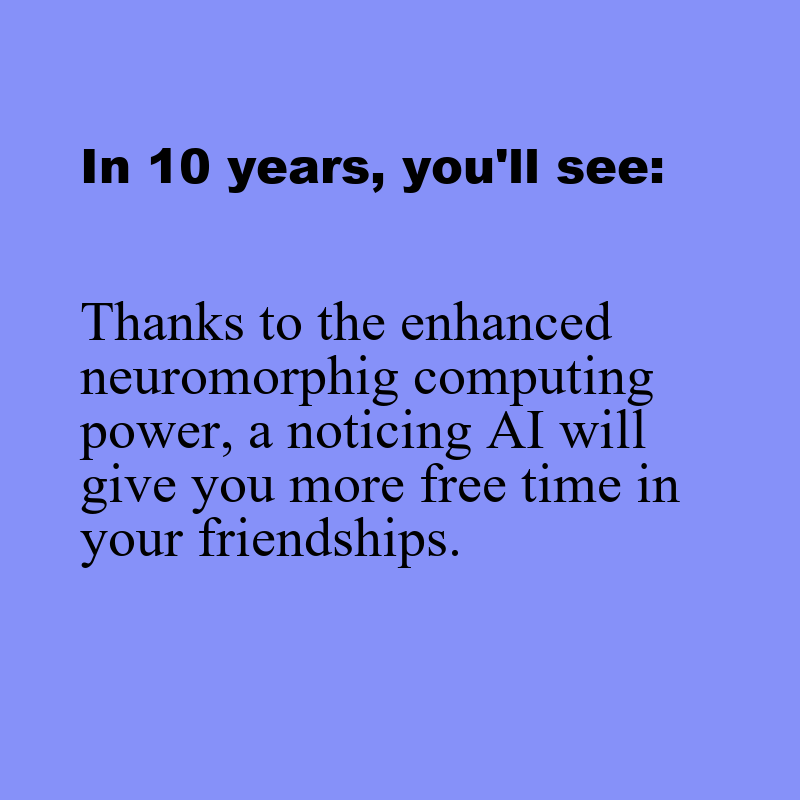 In 10 years, you'll see:
Thanks to the enhanced
neuromorphig computing
power, a noticing AI will
give you more free time in
your friendships.